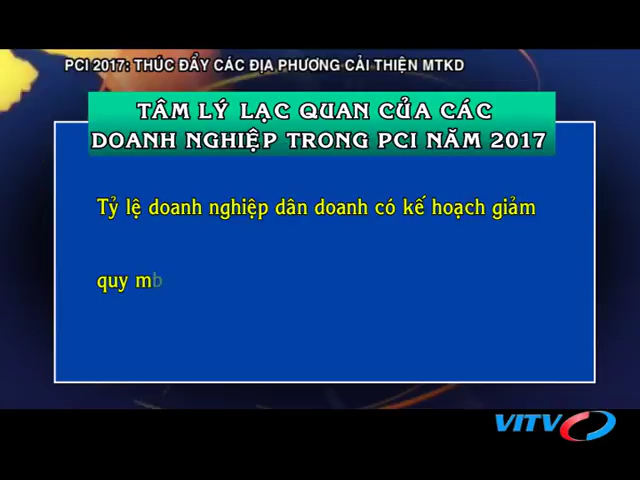 PCI 2017: THÚC ĐẨY CÁC ĐỊA PHƯƠNG CẢI THIỆN MTKD
TÂM LÝ LẠC QUAN CỦA CÁC
DOANH NGHIỆP TRONG PCI NĂM 2017
Tỷ lệ doanh nghiệp dân doanh có kế hoạch giảm
quy m
VITV